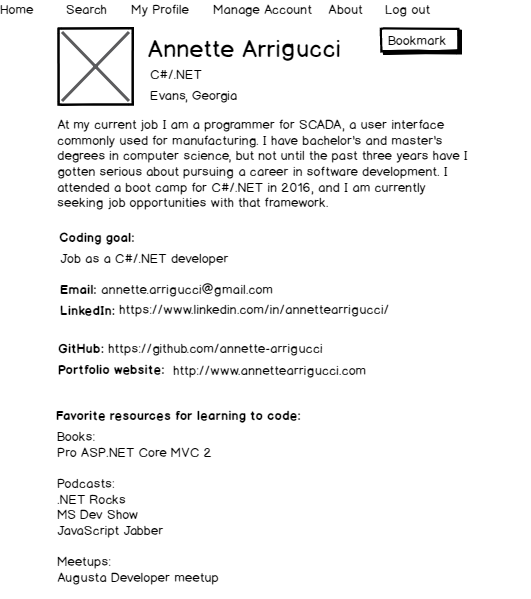 Home Search My Profile Manage Account About Log out
Annette Arrigucci
Bookmark
C#/.NET
Evans, Georgia
At my current job I am a programmer for SCADA, a user interface
commonly used for manufacturing. I have bachelor's and master's
degrees in computer science, but not until the past three years have I
gotten serious about pursuing a career in software development. I
attended a boot camp for C#/.NET in 2016, and I am currently
seeking job opportunities with that framework.
Coding goal:
Job as a C#/.NET developer
Email: annette.arrigucci@gmail.com
LinkedIn: https://www.linkedin.com/in/annettearrigucci/
GitHub: https://github.com/annette-arrigucci
Portfolio website: http://www.annettearrigucci.com
Favorite resources for learning to code:
Books:
Pro ASP.NET Core MVC 2
Podcasts:
.NET Rocks
MS Dev Show
JavaScript Jabber
Meetups:
Augusta Developer meetup